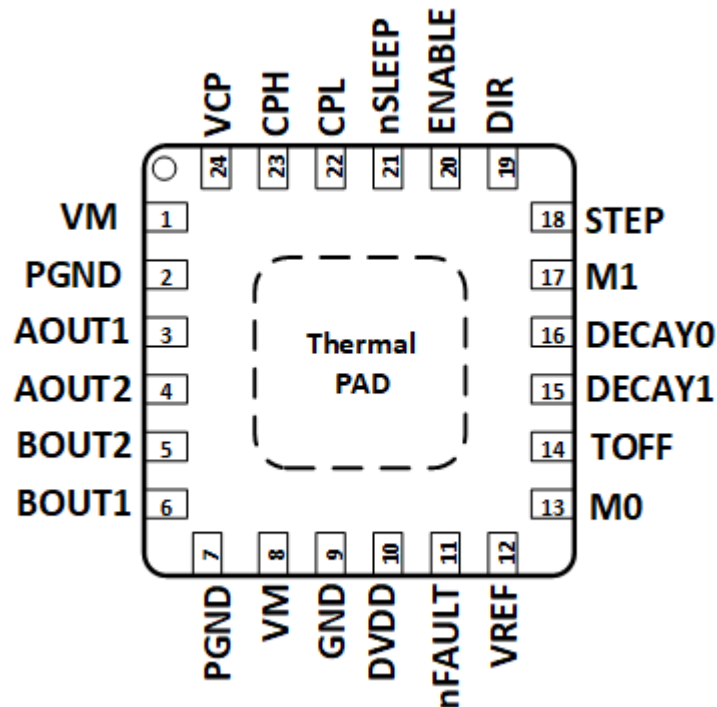 VCP
CPH
CPL
nSLEEP
ENABLE
DIR
24
23
22
21
20
19
VM 1
PGND 2
AOUT1 3
AOUT2 4
BOUT2 5
BOUT1 6
Thermal
PAD
18 STEP
17 M1
16 DECAY0
15 DECAY1
14 TOFF
13 M0
7
8
9
10
11
12
PGND
VM
GND
DVDD
nFAULT
VREF